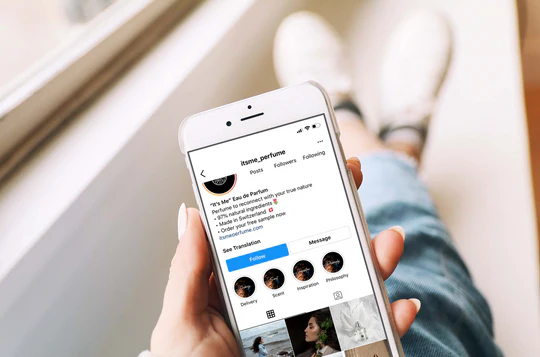 itsme_perfume
Posts Followers Following
"It's Me" Eau de Parfum
Perfume to reconnect with your true nature
• 97% natural ingredients
• Made in Switzerland
• Order your free sample now
itsmeperfume.com
See Translation
Follow Message
Delivery Scent Inspiration Philosophy